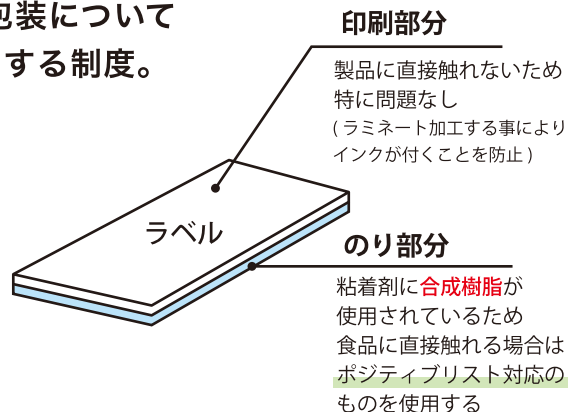 包装について
する制度。
印刷部分
製品に直接触れないため
特に問題なし
(ラミネート加工する事により
インクが付くことを防止)
ラベル
のり部分
粘着剤に合成樹脂が
使用されているため
食品に直接触れる場合は
ポジティブリスト対応の
ものを使用する